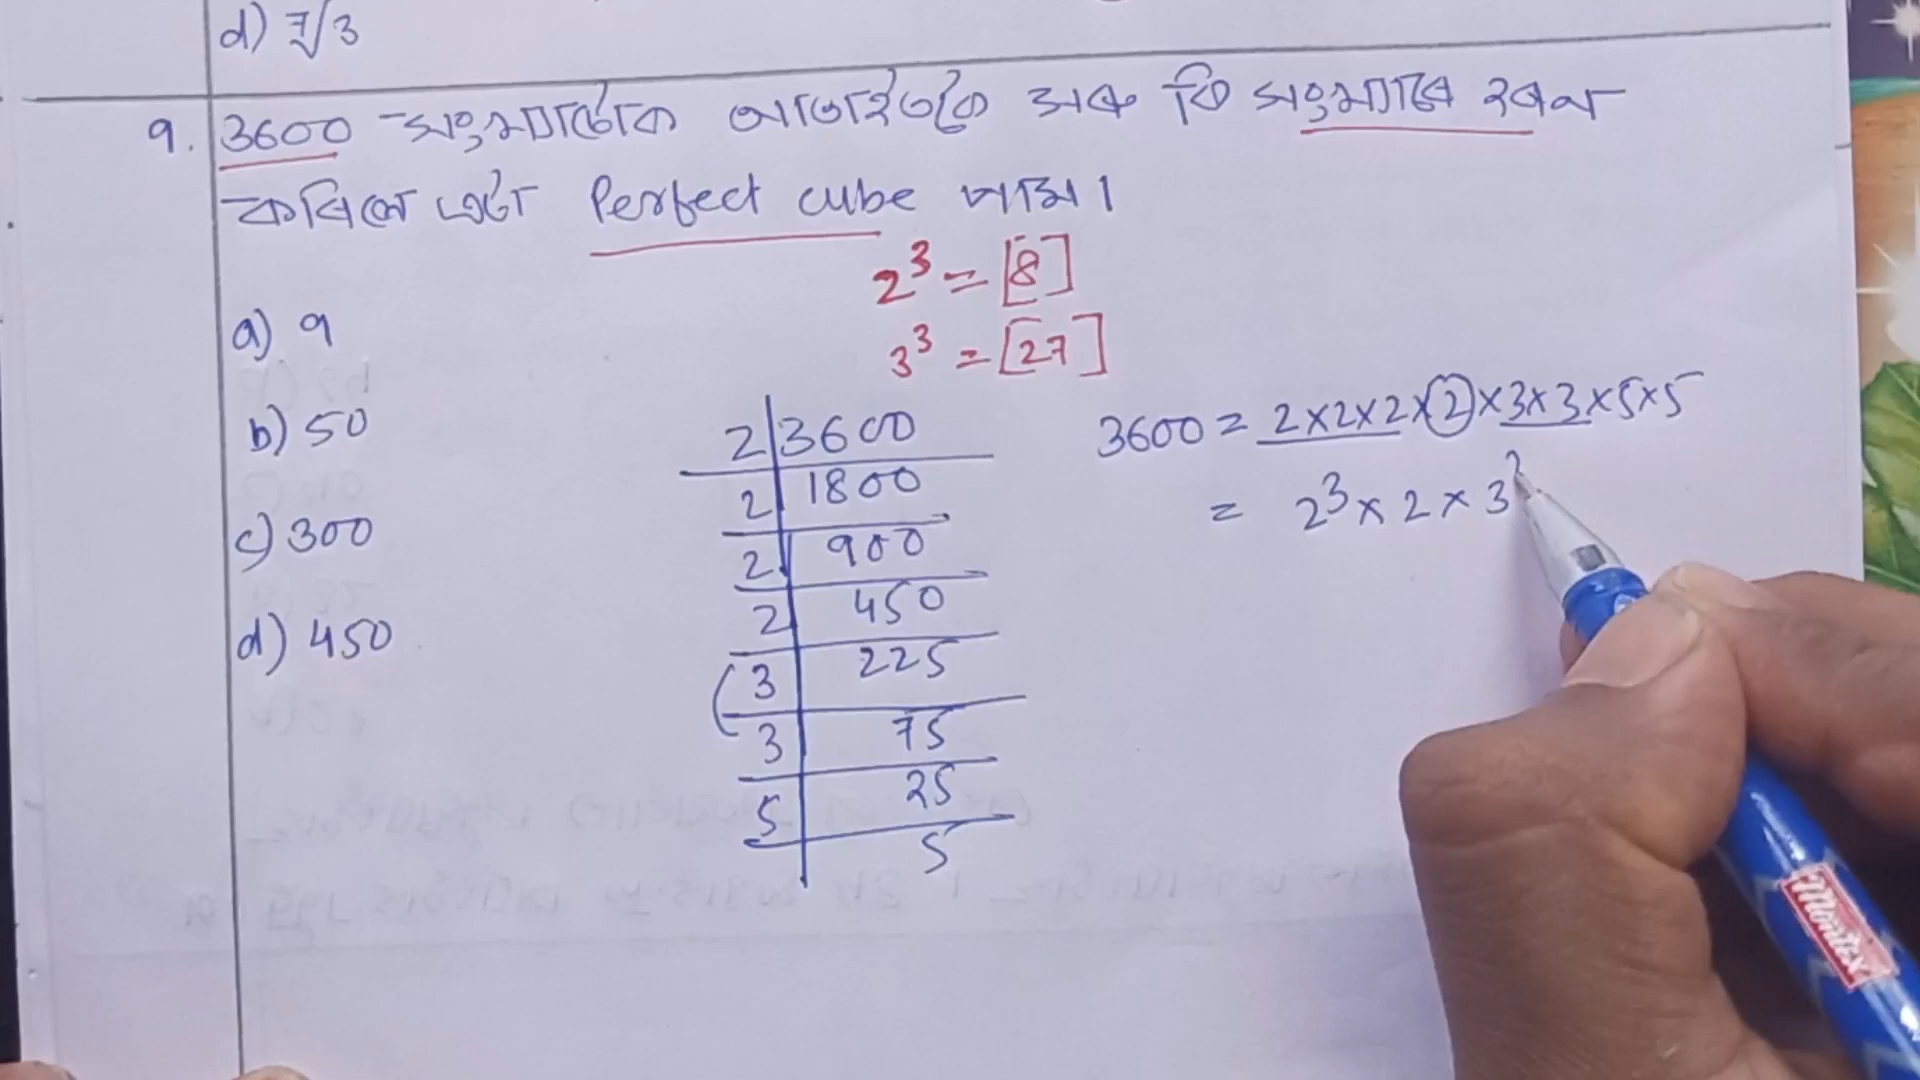 d) ⁷√3
9. 3600 সংখ্যাটোক আটাইতকৈ সৰু কি সংখ্যাৰে হৰণ
কৰিলে এটা Perfect cube পাম।
2³ = [8]
3³ = [27]
a) 9
b) 50
c) 300
d) 450
2 | 3600
2 | 1800
2 | 900
2 | 450
3 | 225
3 | 75
5 | 25
5
3600 = 2×2×2×2×3×3×5×5
= 2³ × 2 × 3²
Montex